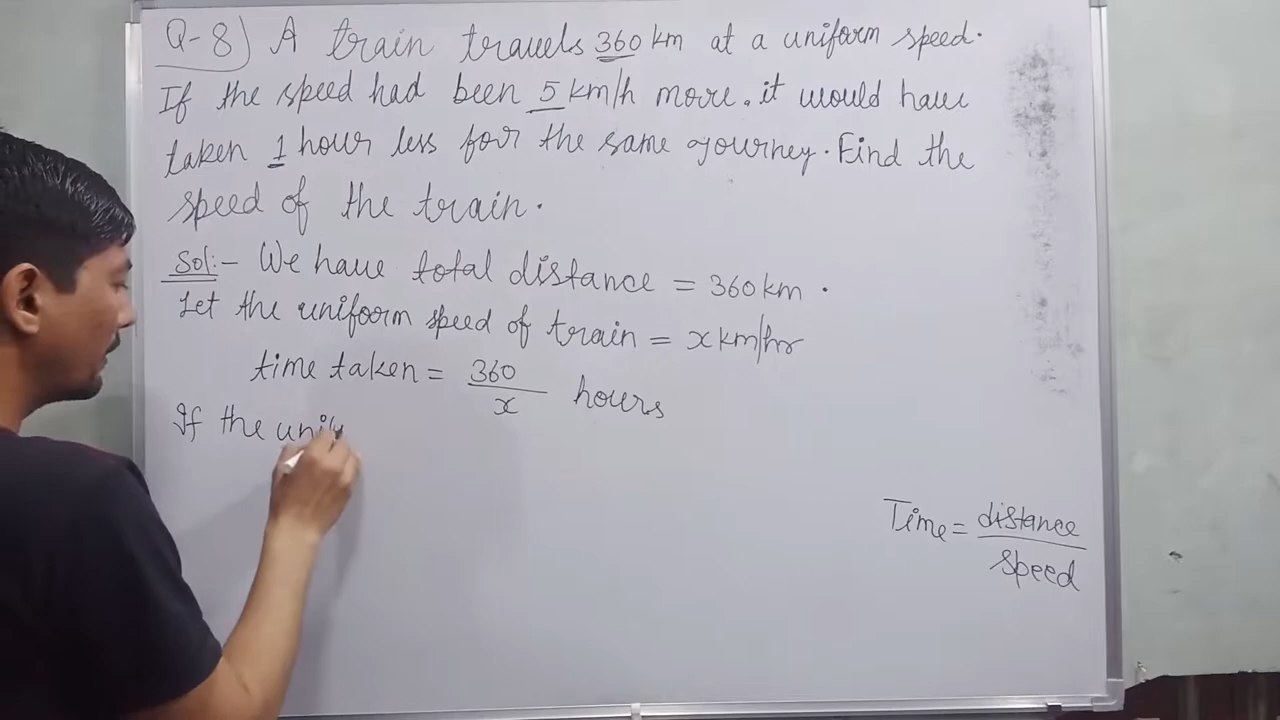 Q-8) A train travels 360 km at a uniform speed.
If the speed had been 5 km/h more, it would have
taken 1 hour less for the same journey. Find the
speed of the train.
Sol:- We have total distance = 360 km.
Let the uniform speed of train = x km/hr
time taken = 360/x hours
If the unif
Time = distance/speed